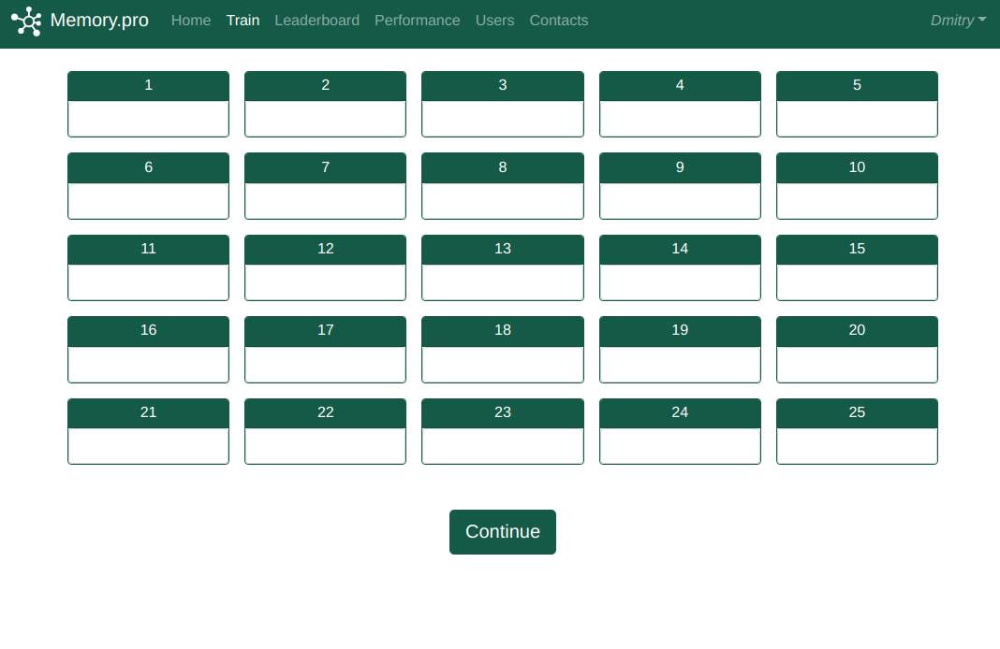 Memory.pro Home Train Leaderboard Performance Users Contacts Dmitry
1 2 3 4 5
6 7 8 9 10
11 12 13 14 15
16 17 18 19 20
21 22 23 24 25
Continue